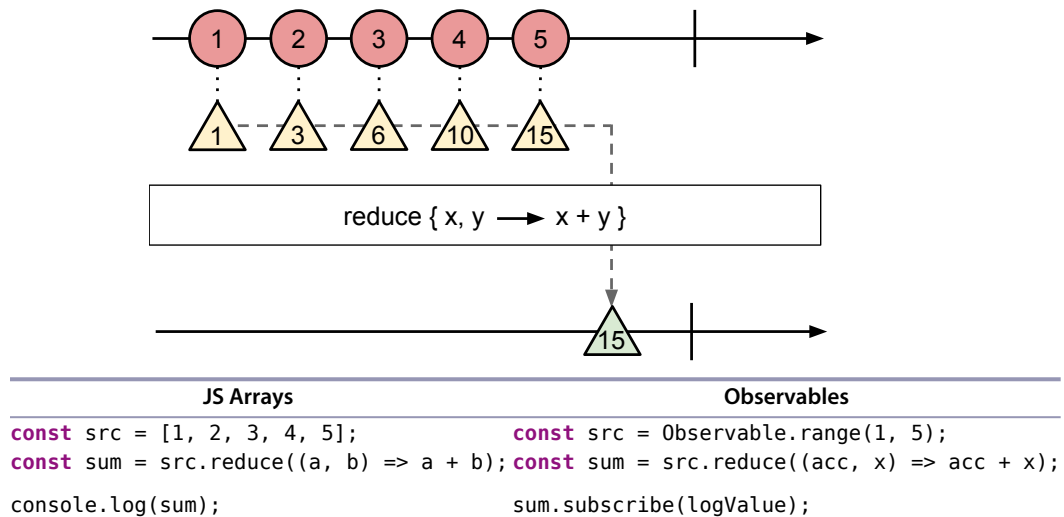 1 2 3 4 5
1 3 6 10 15
reduce { x, y ⟶ x + y }
15
JS Arrays Observables
const src = [1, 2, 3, 4, 5]; const src = Observable.range(1, 5);
const sum = src.reduce((a, b) => a + b); const sum = src.reduce((acc, x) => acc + x);
console.log(sum); sum.subscribe(logValue);